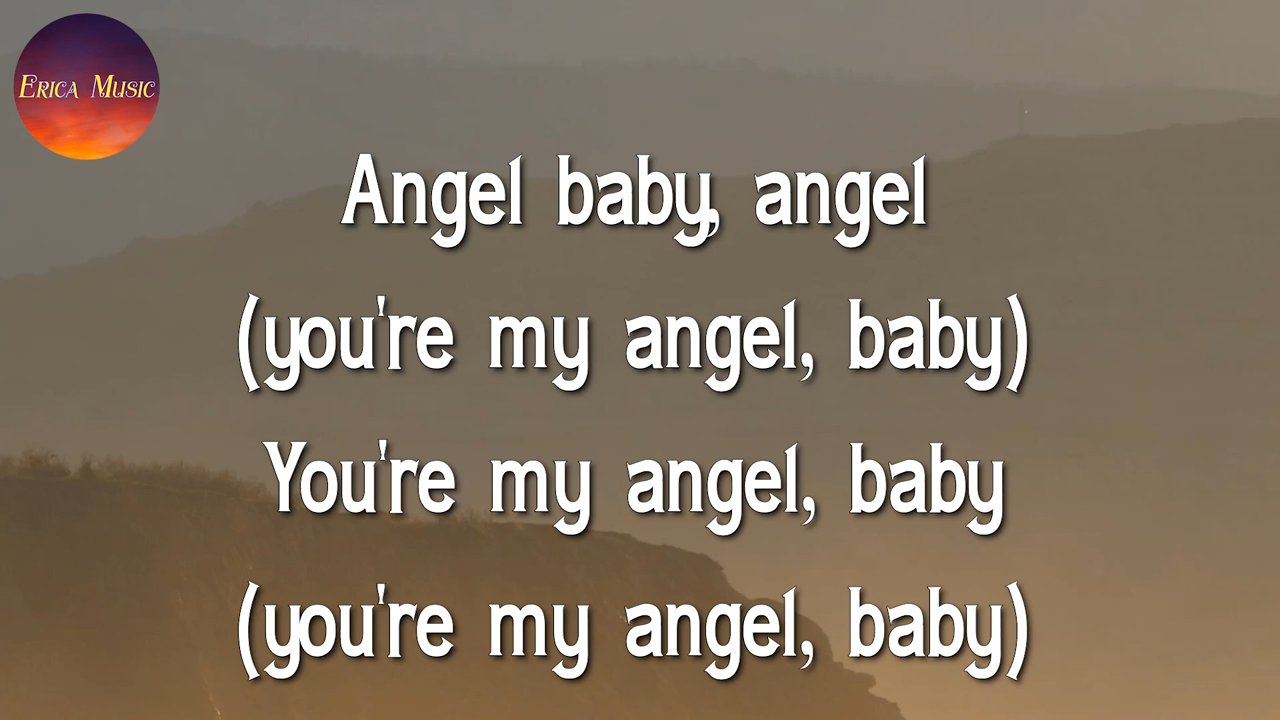 Erica Music
Angel baby, angel
(you're my angel, baby)
You're my angel, baby
(you're my angel, baby)